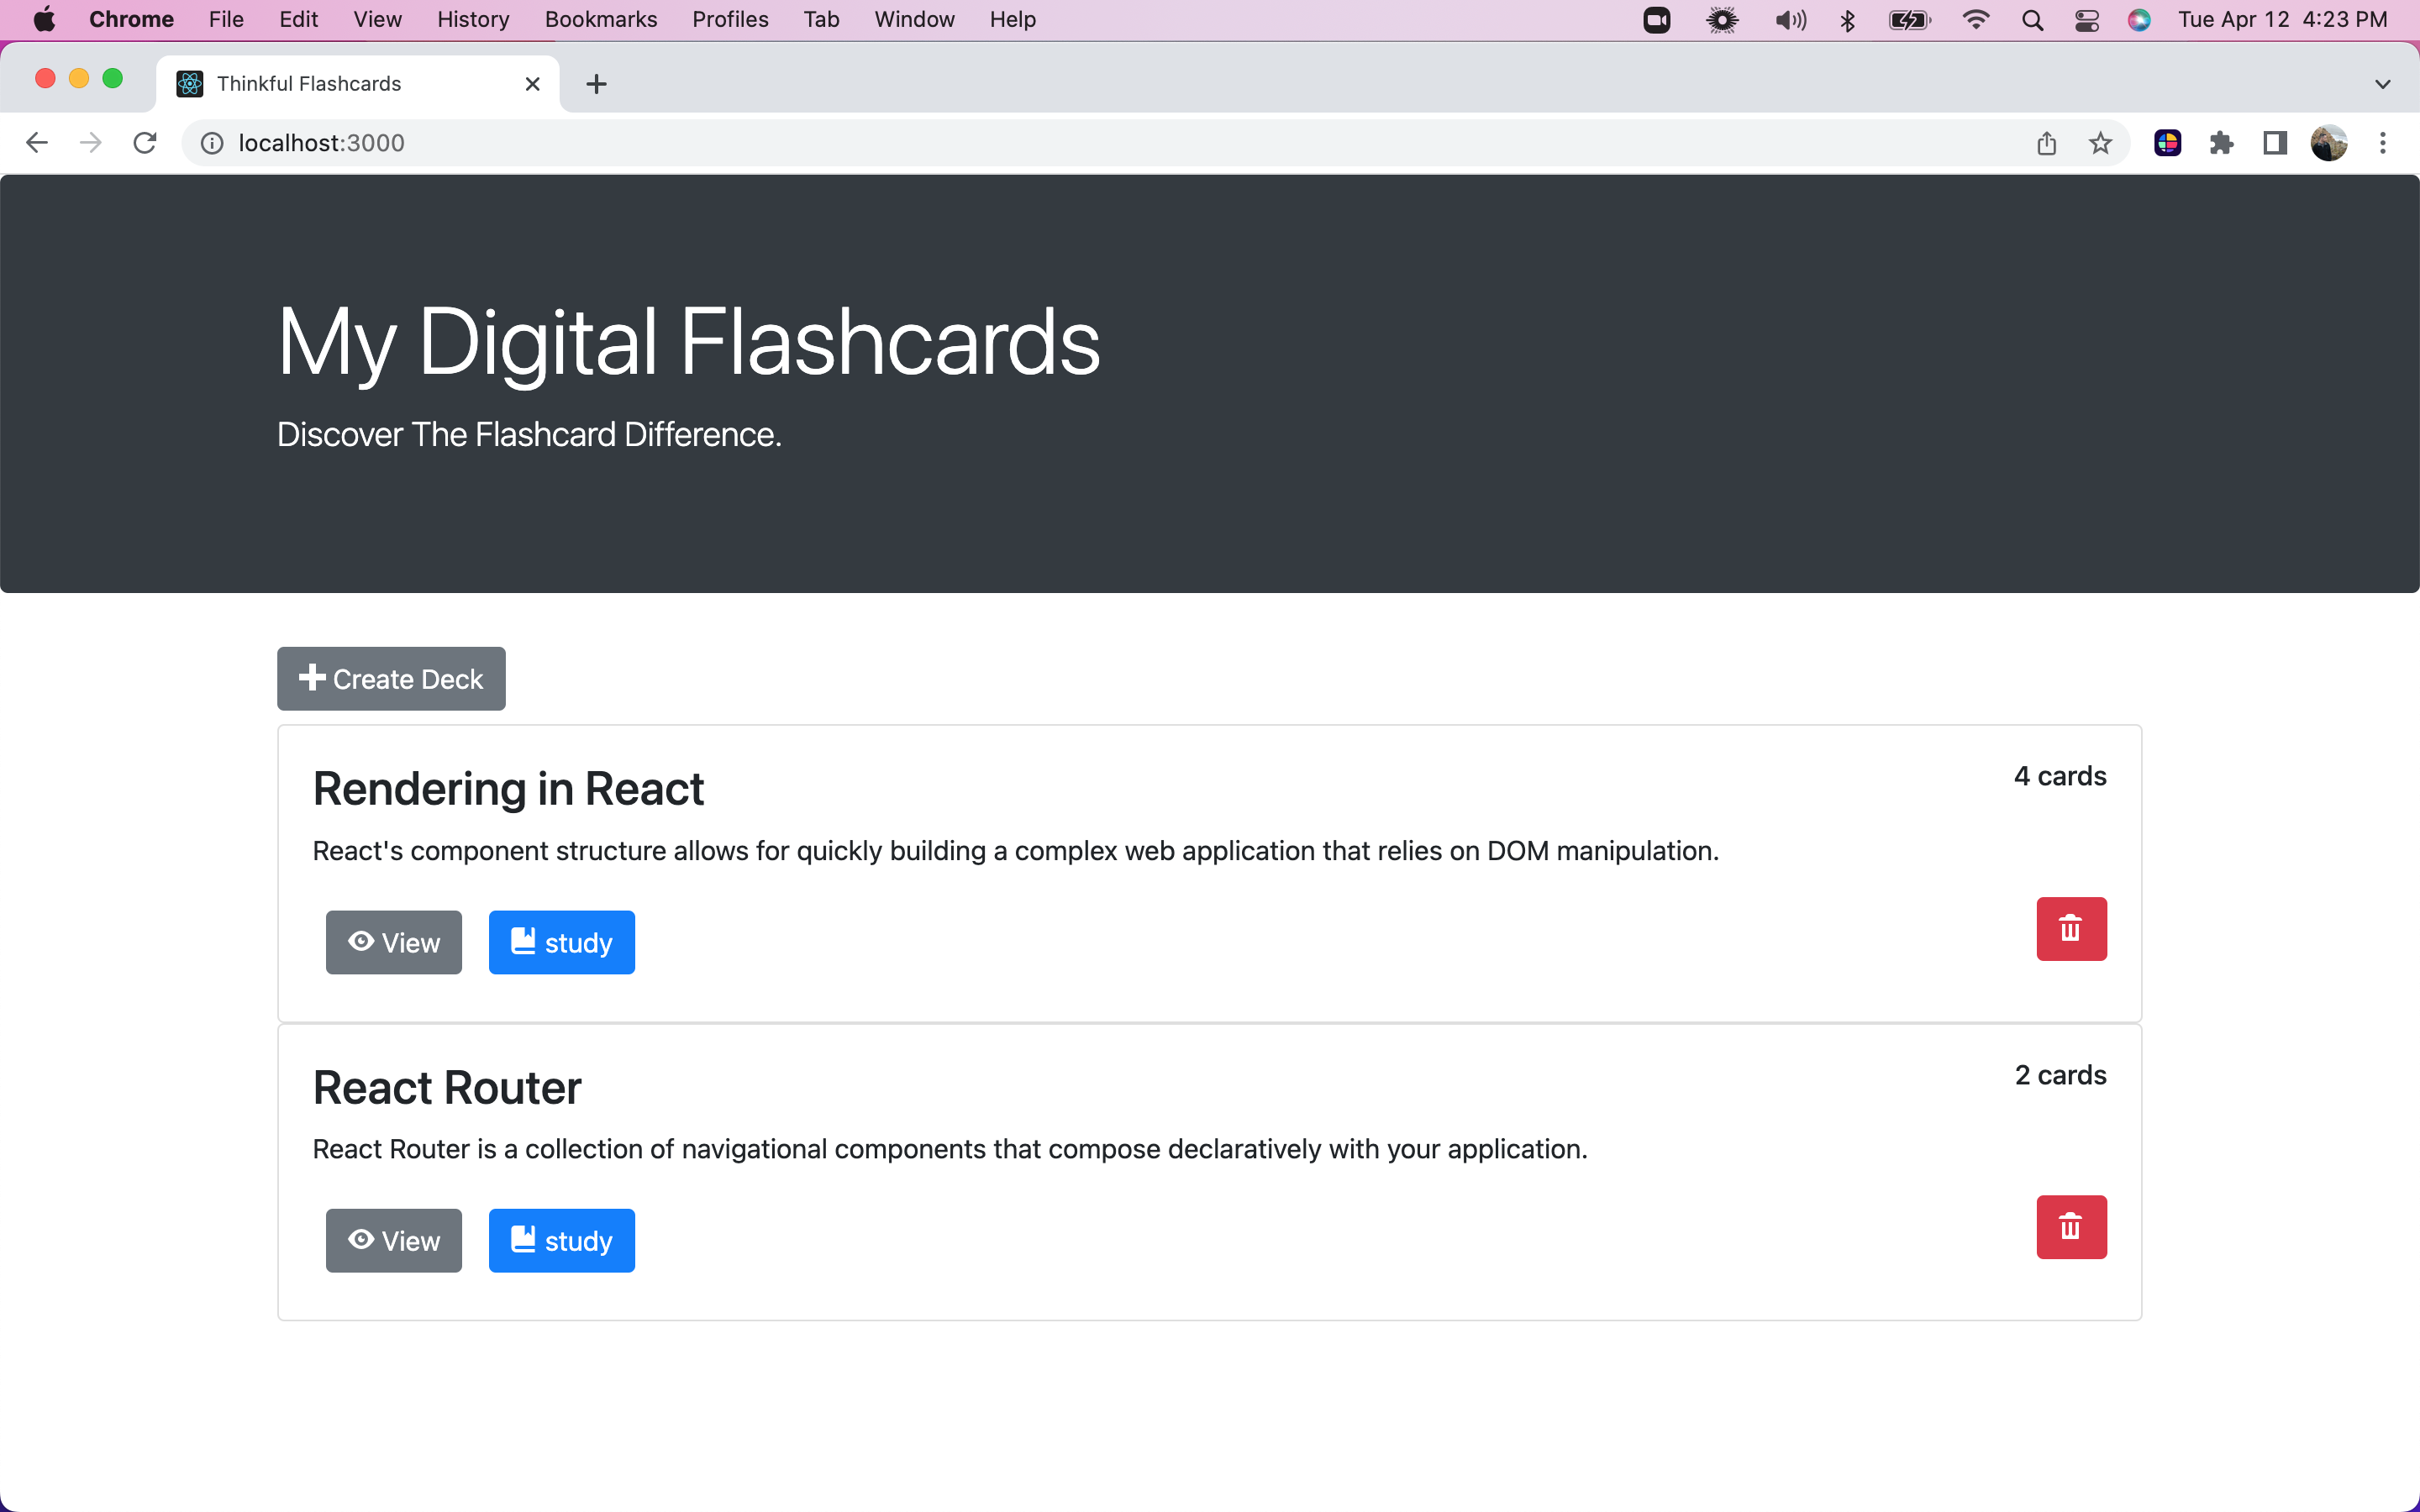 Chrome File Edit View History Bookmarks Profiles Tab Window Help Tue Apr 12 4:23 PM
Thinkful Flashcards
localhost:3000
My Digital Flashcards
Discover The Flashcard Difference.
Create Deck
Rendering in React 4 cards
React's component structure allows for quickly building a complex web application that relies on DOM manipulation.
View study
React Router 2 cards
React Router is a collection of navigational components that compose declaratively with your application.
View study